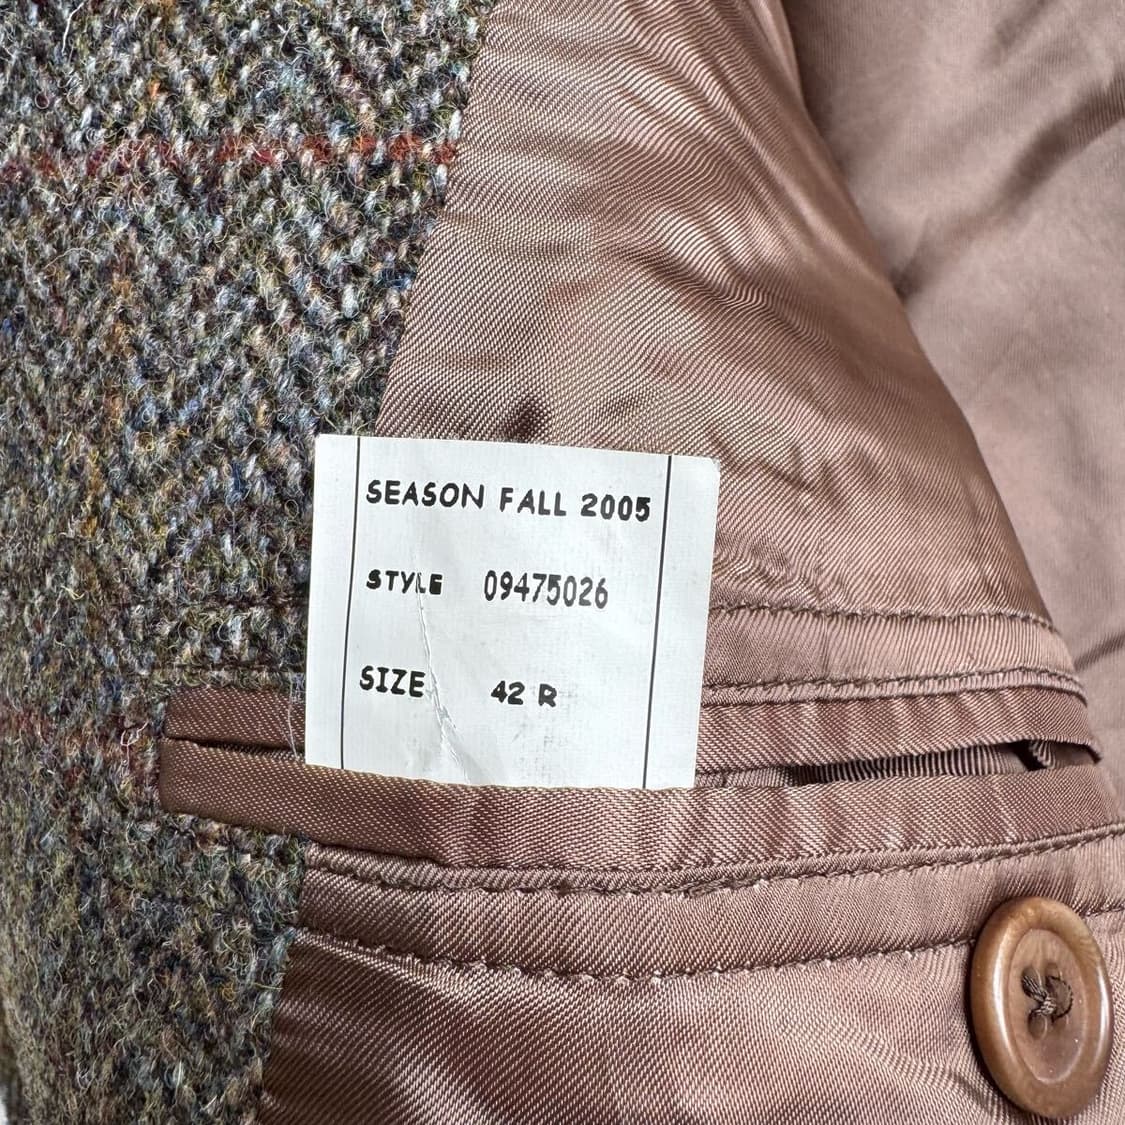 SEASON FALL 2005
STYLE 09475026
SIZE 42 R